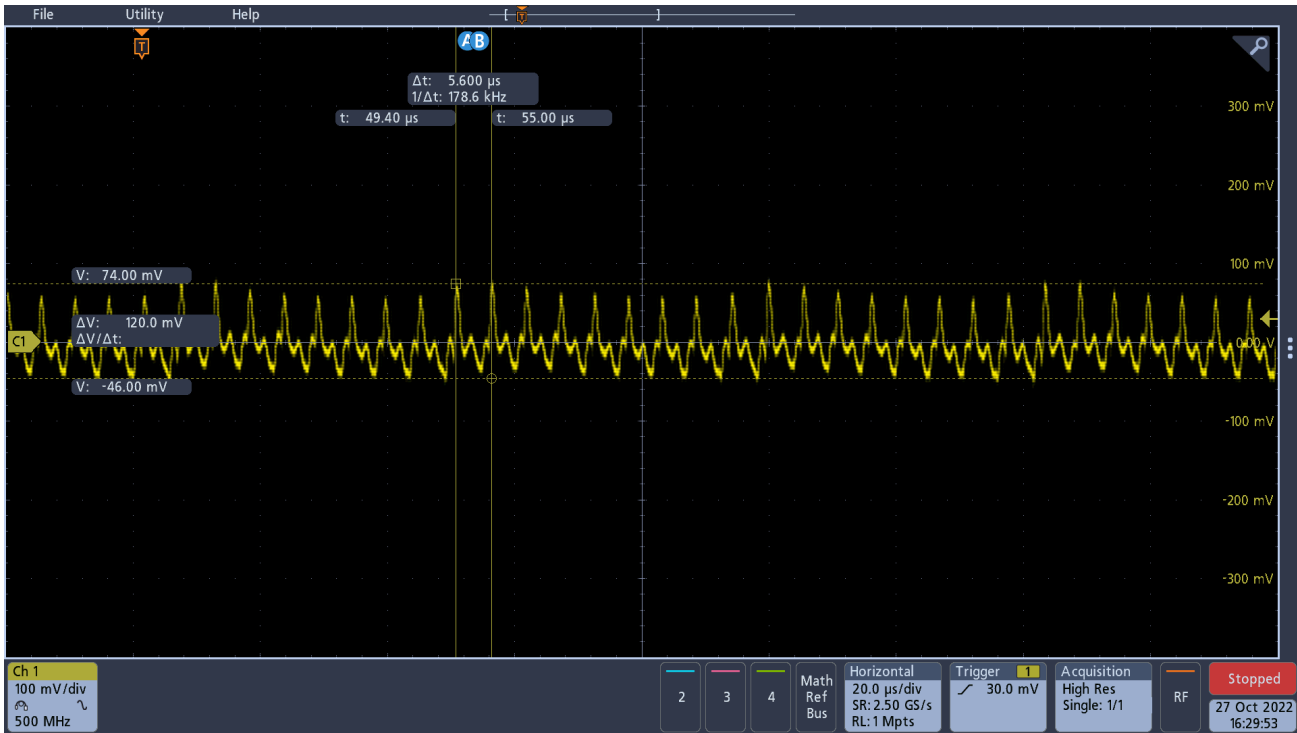 File Utility Help
[ T ]
T
A B
Δt: 5.600 µs
1/Δt: 178.6 kHz
t: 49.40 µs
t: 55.00 µs
300 mV
200 mV
100 mV
V: 74.00 mV
ΔV: 120.0 mV
ΔV/Δt:
C1
0.00 V
V: -46.00 mV
-100 mV
-200 mV
-300 mV
Ch 1
100 mV/div
500 MHz
2
3
4
Math
Ref
Bus
Horizontal
20.0 µs/div
SR: 2.50 GS/s
RL: 1 Mpts
Trigger 1
30.0 mV
Acquisition
High Res
Single: 1/1
RF
Stopped
27 Oct 2022
16:29:53